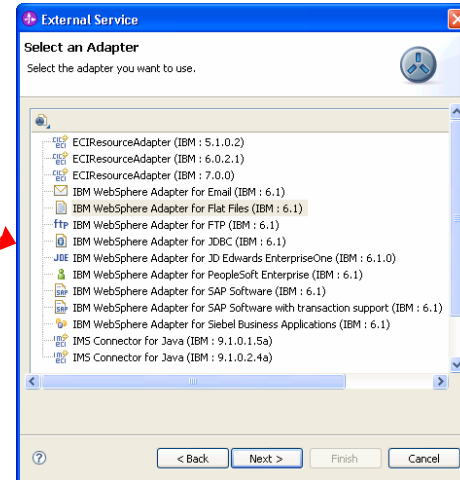 External Service
Select an Adapter
Select the adapter you want to use.
ECIResourceAdapter (IBM : 5.1.0.2)
ECIResourceAdapter (IBM : 6.0.2.1)
ECIResourceAdapter (IBM : 7.0.0)
IBM WebSphere Adapter for Email (IBM : 6.1)
IBM WebSphere Adapter for Flat Files (IBM : 6.1)
ftp IBM WebSphere Adapter for FTP (IBM : 6.1)
IBM WebSphere Adapter for JDBC (IBM : 6.1)
JDE IBM WebSphere Adapter for JD Edwards EnterpriseOne (IBM : 6.1.0)
IBM WebSphere Adapter for PeopleSoft Enterprise (IBM : 6.1)
SAP IBM WebSphere Adapter for SAP Software (IBM : 6.1)
SAP IBM WebSphere Adapter for SAP Software with transaction support (IBM : 6.1)
IBM WebSphere Adapter for Siebel Business Applications (IBM : 6.1)
IMS Connector for Java (IBM : 9.1.0.1.5a)
IMS Connector for Java (IBM : 9.1.0.2.4a)
? < Back Next > Finish Cancel